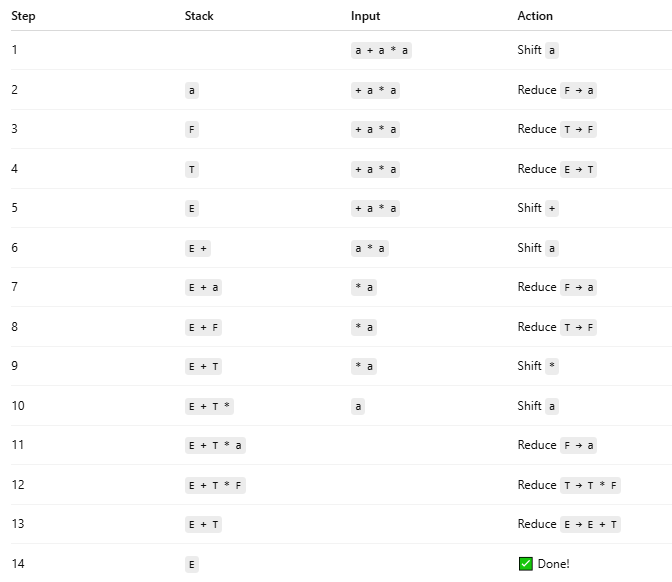 Step Stack Input Action
1 a + a * a Shift a
2 a + a * a Reduce F → a
3 F + a * a Reduce T → F
4 T + a * a Reduce E → T
5 E + a * a Shift +
6 E + a * a Shift a
7 E + a * a Reduce F → a
8 E + F * a Reduce T → F
9 E + T * a Shift *
10 E + T * a Shift a
11 E + T * a Reduce F → a
12 E + T * F Reduce T → T * F
13 E + T Reduce E → E + T
14 E ✅ Done!